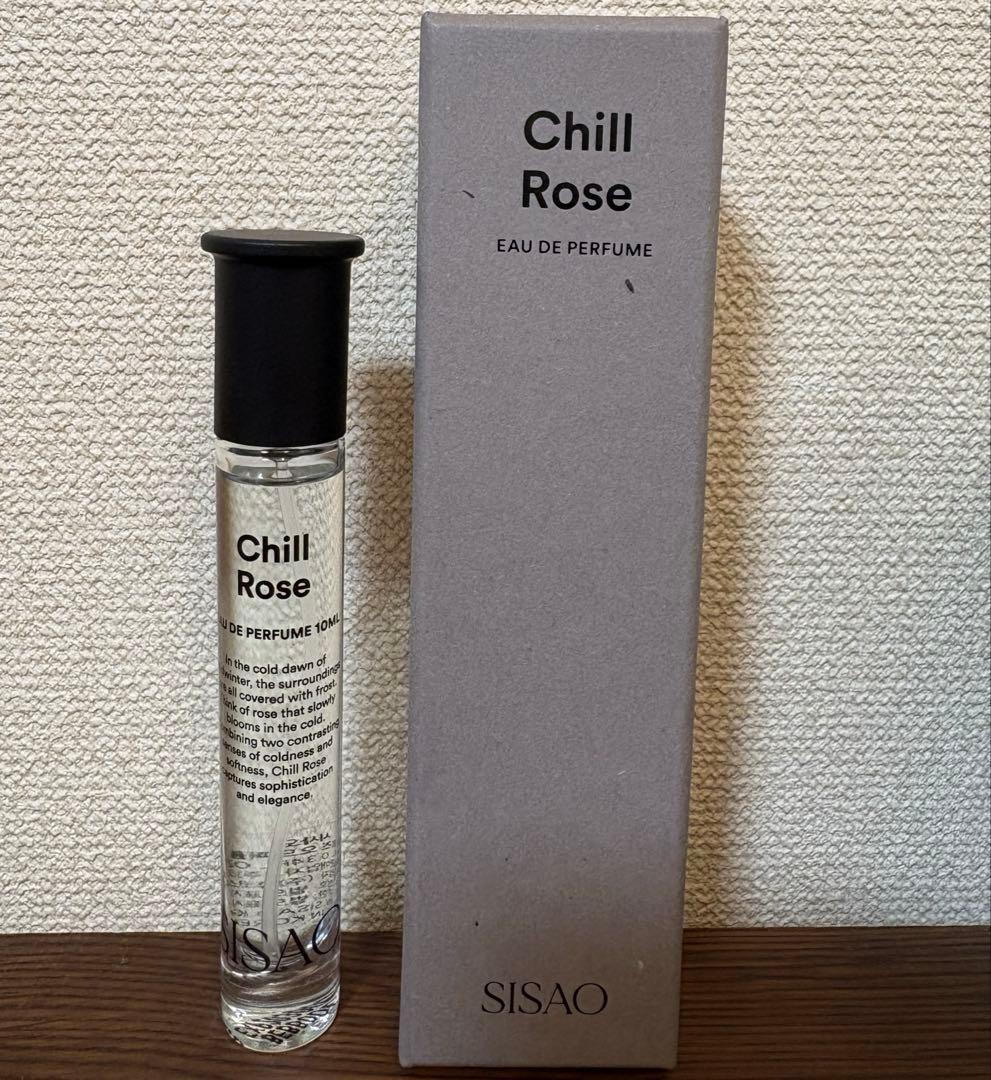 Chill
Rose
EAU DE PERFUME
SISAO
Chill
Rose
DE PERFUME 10ML
In the cold dawn of
winter, the surroundings
all covered with frost.
of rose that slowly
blooms in the cold.
two contrasting
of coldness and
softness, Chill Rose
sophistication
and elegance.
SISAO